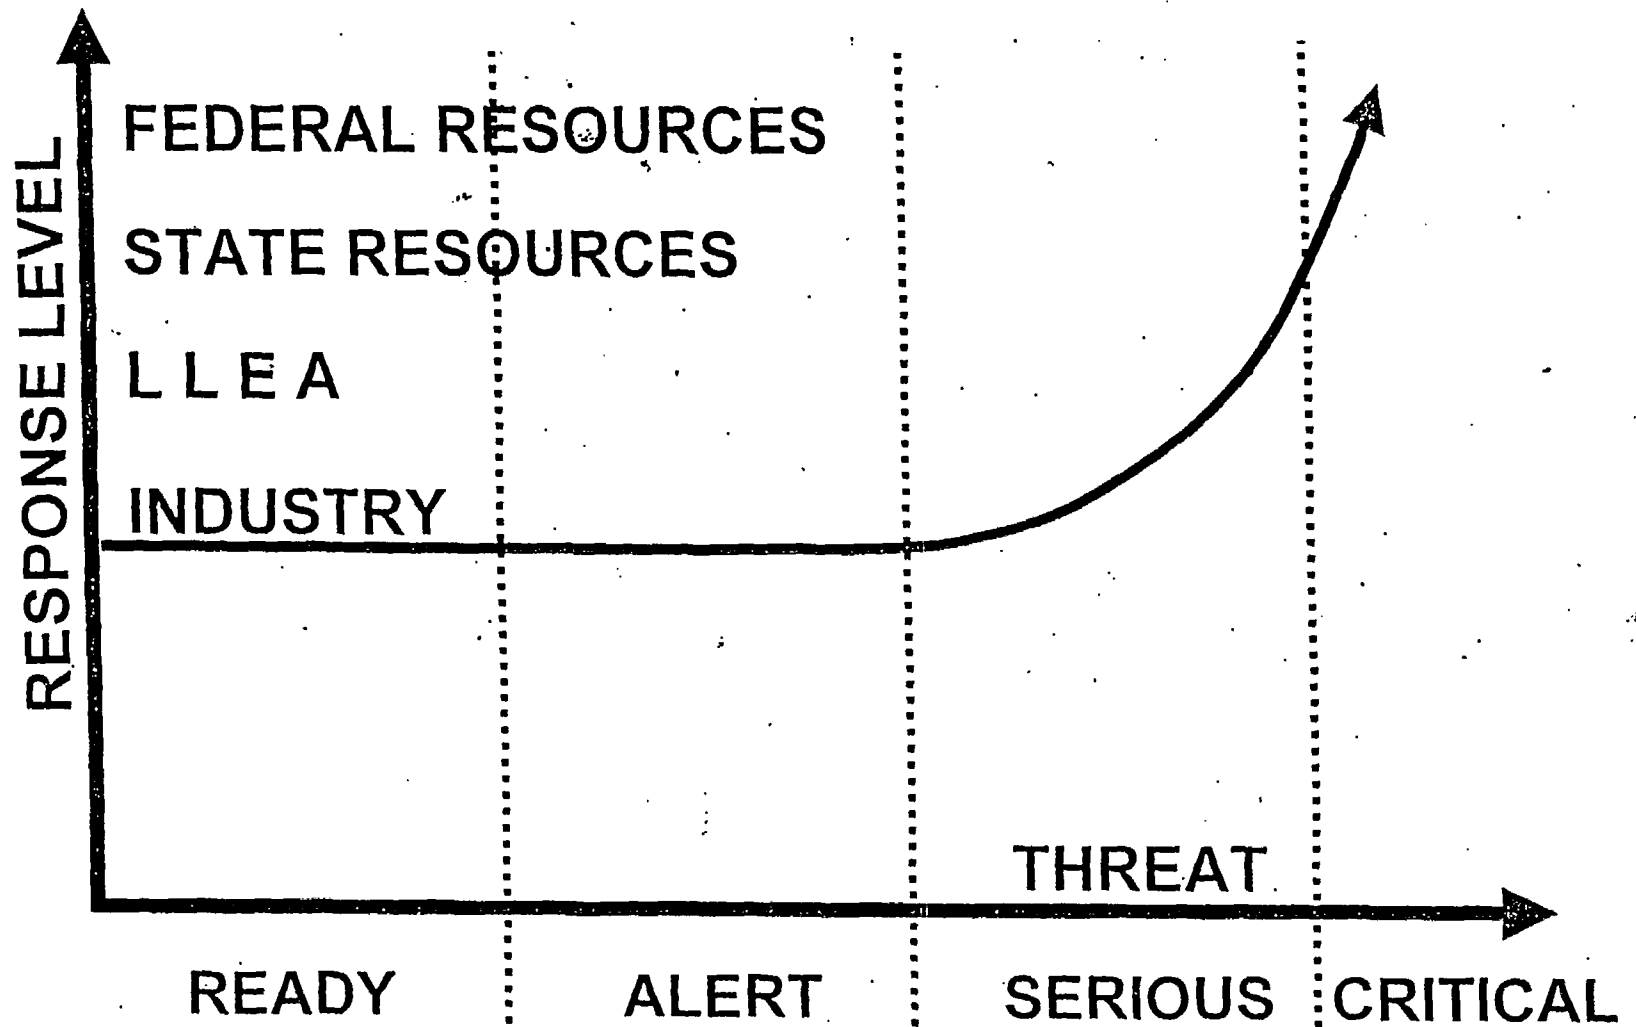 RESPONSE LEVEL
FEDERAL RESOURCES
STATE RESOURCES
L L E A
INDUSTRY
THREAT
READY
ALERT
SERIOUS
CRITICAL